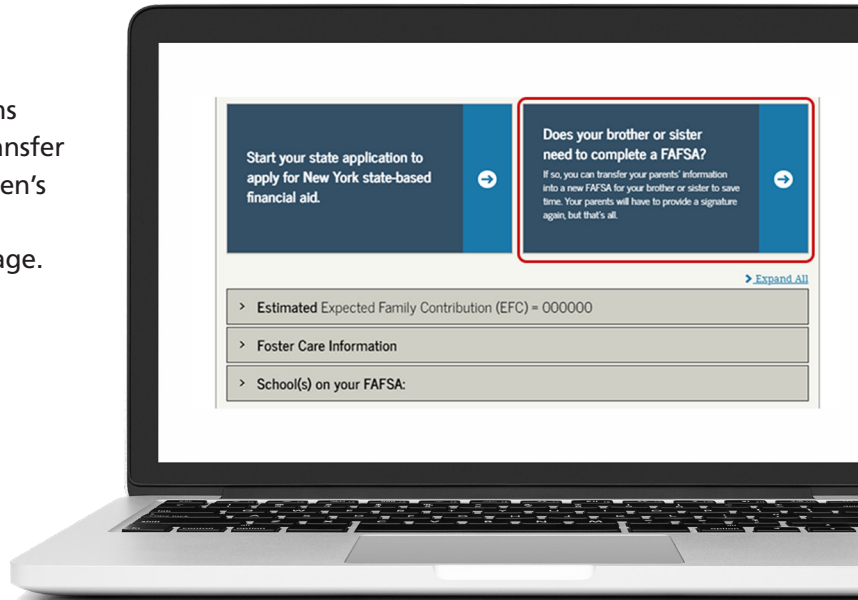 ansfer
en's
age.
Start your state application to
apply for New York state-based
financial aid.
Does your brother or sister
need to complete a FAFSA?
If so, you can transfer your parents' information
into a new FAFSA for your brother or sister to save
time. Your parents will have to provide a signature
again, but that's all.
Expand All
Estimated Expected Family Contribution (EFC) = 000000
Foster Care Information
School(s) on your FAFSA: